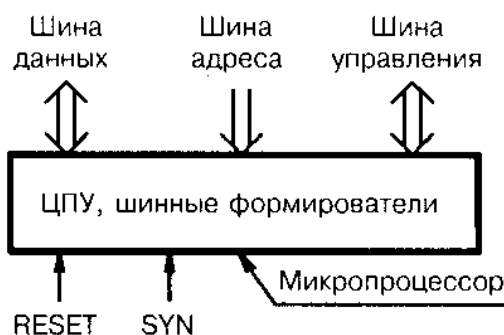 Шина данных
Шина адреса
Шина управления
ЦПУ, шинные формирователи
Микропроцессор
RESET
SYN